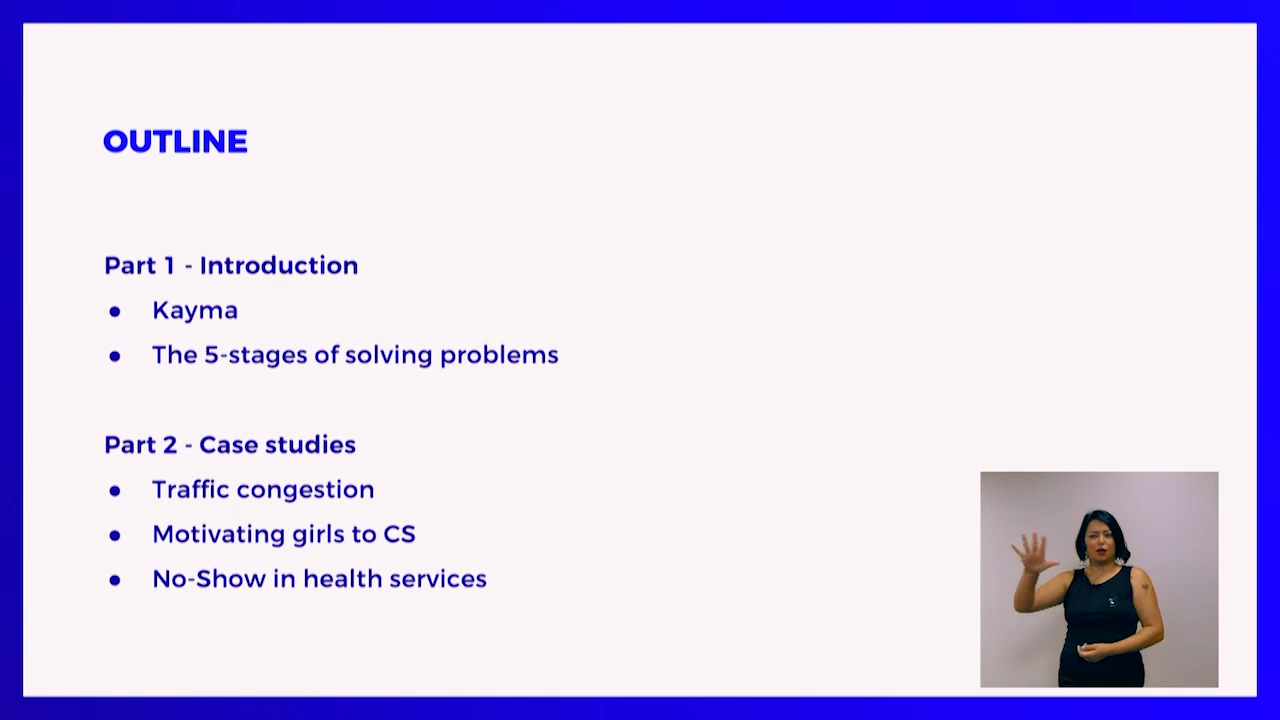 OUTLINE
Part 1 - Introduction
● Kayma
● The 5-stages of solving problems
Part 2 - Case studies
● Traffic congestion
● Motivating girls to CS
● No-Show in health services